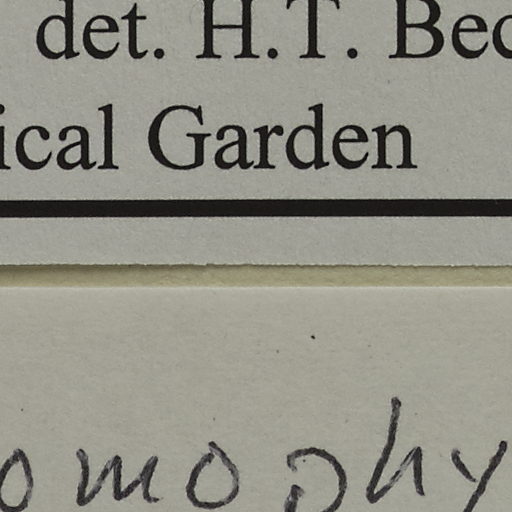 det. H.T. Bec
ical Garden
omophy